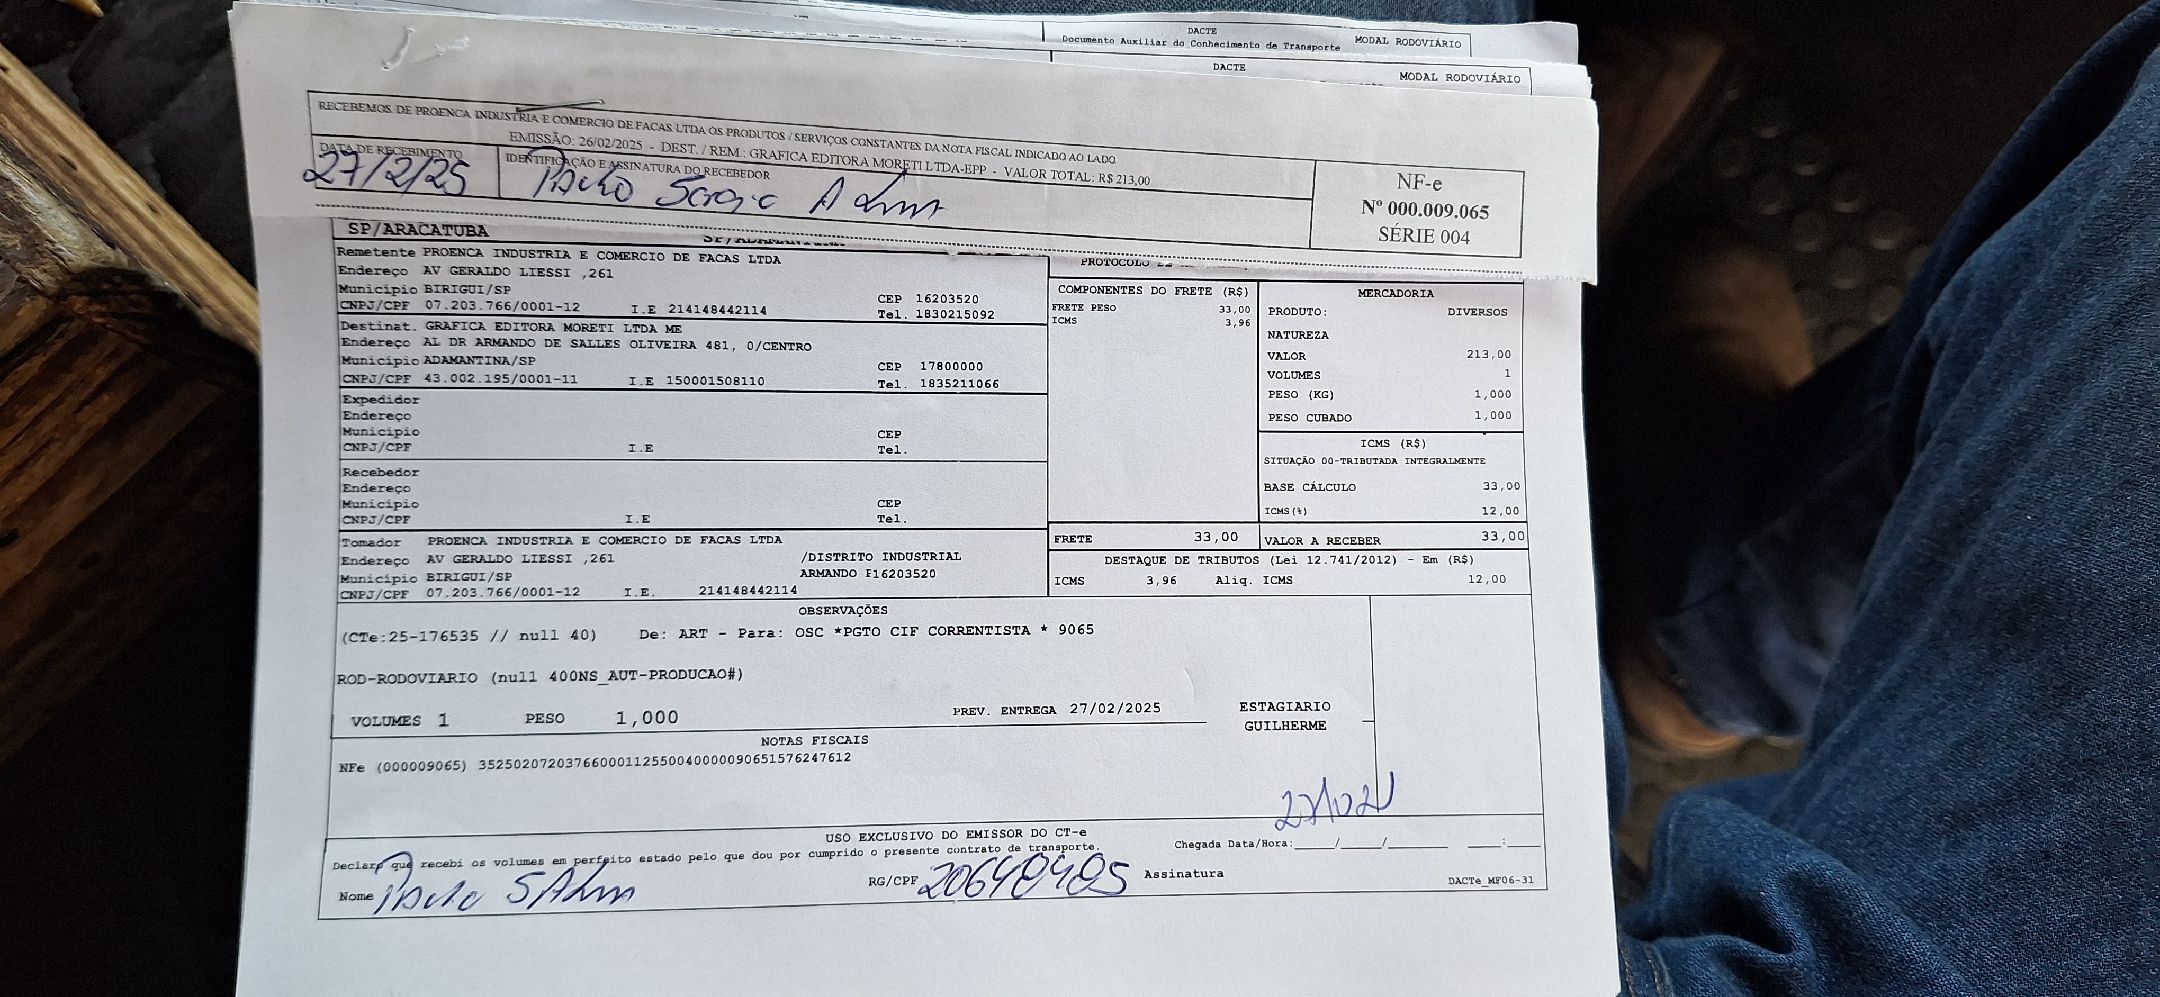 DACTE
Documento Auxiliar do Conhecimento de Transporte MODAL RODOVIÁRIO
DACTE
MODAL RODOVIÁRIO
RECEBEMOS DE PROENCA INDUSTRIA E COMERCIO DE FACAS LTDA OS PRODUTOS / SERVIÇOS CONSTANTES DA NOTA FISCAL INDICADO AO LADO
EMISSÃO: 26/02/2025 - DEST. / REM.: GRAFICA EDITORA MORETI LTDA-EPP - VALOR TOTAL: R$ 213,00
DATA DE RECEBIMENTO
27/2/25
IDENTIFICAÇÃO E ASSINATURA DO RECEBEDOR
NF-e
Nº 000.009.065
SÉRIE 004
SP/ARACATUBA
Remetente PROENCA INDUSTRIA E COMERCIO DE FACAS LTDA
Endereço AV GERALDO LIESSI ,261
Município BIRIGUI/SP CEP 16203520
CNPJ/CPF 07.203.766/0001-12 I.E 214148442114 Tel. 1830215092
Destinat. GRAFICA EDITORA MORETI LTDA ME
Endereço AL DR ARMANDO DE SALLES OLIVEIRA 481, 0/CENTRO
Município ADAMANTINA/SP CEP 17800000
CNPJ/CPF 43.002.195/0001-11 I.E 150001508110 Tel. 1835211066
Expedidor
Endereço
Município CEP
CNPJ/CPF I.E Tel.
Recebedor
Endereço
Município CEP
CNPJ/CPF I.E Tel.
Tomador PROENCA INDUSTRIA E COMERCIO DE FACAS LTDA
Endereço AV GERALDO LIESSI ,261 /DISTRITO INDUSTRIAL
Município BIRIGUI/SP ARMANDO P16203520
CNPJ/CPF 07.203.766/0001-12 I.E. 214148442114
PROTOCOLO
COMPONENTES DO FRETE (R$)
FRETE PESO 33,00
ICMS 3,96
MERCADORIA
PRODUTO: DIVERSOS
NATUREZA
VALOR 213,00
VOLUMES 1
PESO (KG) 1,000
PESO CUBADO 1,000
ICMS (R$)
SITUAÇÃO 00-TRIBUTADA INTEGRALMENTE
BASE CÁLCULO 33,00
ICMS(%) 12,00
FRETE 33,00 VALOR A RECEBER 33,00
DESTAQUE DE TRIBUTOS (Lei 12.741/2012) - Em (R$)
ICMS 3,96 Aliq. ICMS 12,00
OBSERVAÇÕES
(CTe:25-176535 // null 40) De: ART - Para: OSC *PGTO CIF CORRENTISTA * 9065
ROD-RODOVIARIO (null 400NS_AUT-PRODUCAO#)
VOLUMES 1 PESO 1,000 PREV. ENTREGA 27/02/2025 ESTAGIARIO
GUILHERME
NOTAS FISCAIS
NFe (000009065) 35250207203766000112550040000090651576247612
USO EXCLUSIVO DO EMISSOR DO CT-e
Declaro que recebi os volumes em perfeito estado pelo que dou por cumprido o presente contrato de transporte. Chegada Data/Hora:_____/_____/_______ _____:____
Nome RG/CPF 206484185 Assinatura
DACTe_MF06-31